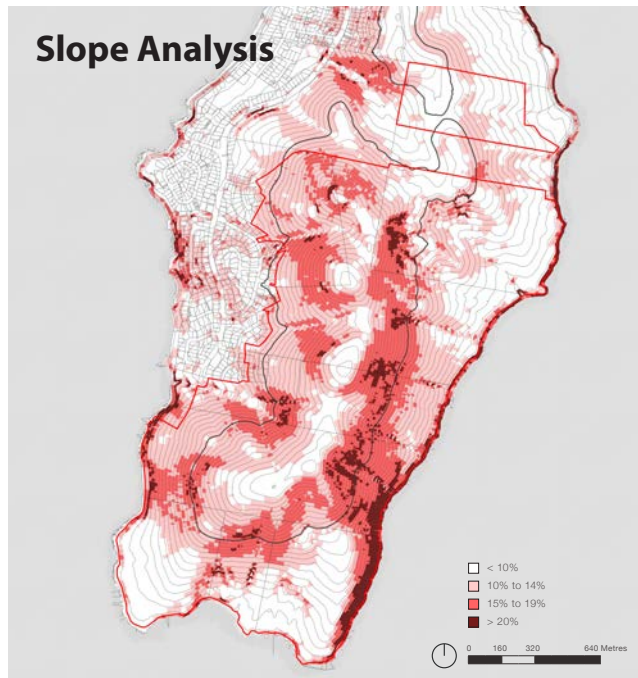 Slope Analysis
< 10%
10% to 14%
15% to 19%
> 20%
0 160 320 640 Metres